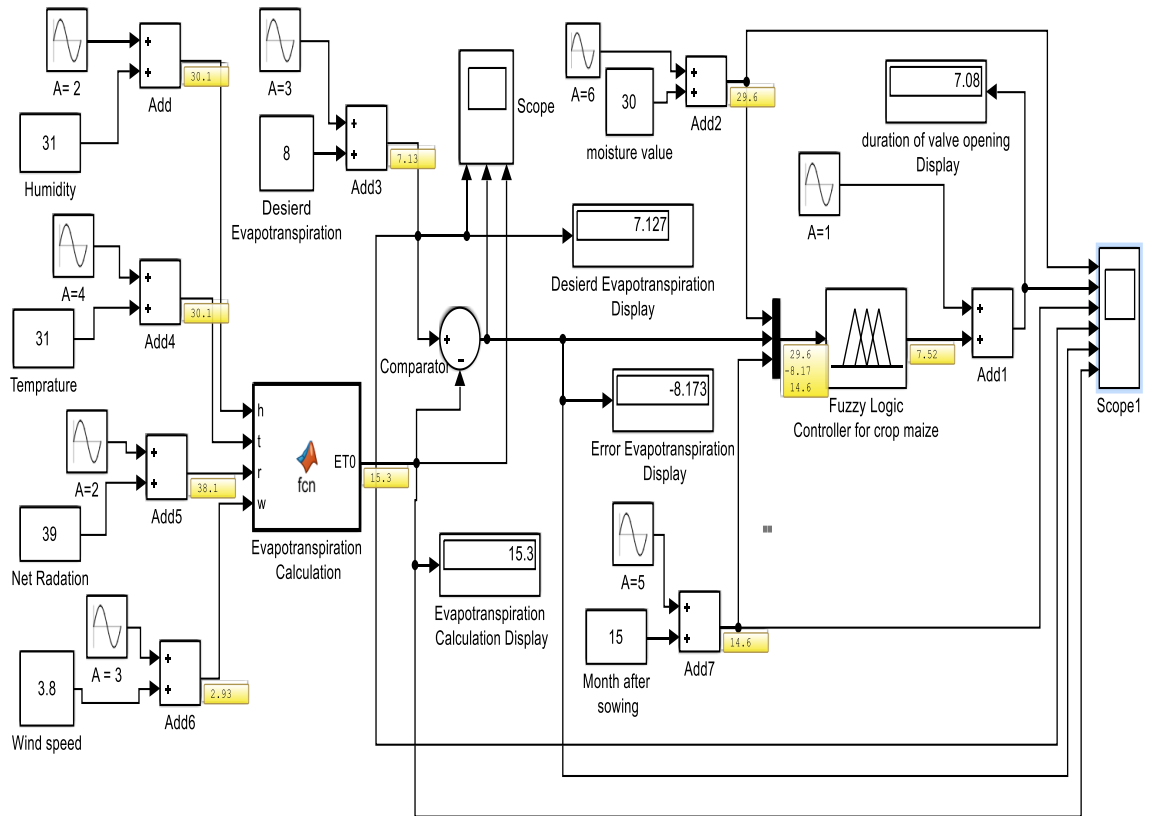 A= 2
30.1
Add
31
Humidity
A=3
8
7.13
Add3
Desierd
Evapotranspiration
Scope
A=6
30
29.6
Add2
moisture value
7.08
duration of valve opening
Display
A=1
7.127
Desierd Evapotranspiration
Display
A=4
30.1
Add4
31
Temprature
Comparator
29.6
-8.17
14.6
Fuzzy Logic
Controller for crop maize
7.52
Add1
Scope1
-8.173
Error Evapotranspiration
Display
h
t
r
w
ET0
fcn
15.3
Evapotranspiration
Calculation
A=2
38.1
Add5
39
Net Radation
15.3
Evapotranspiration
Calculation Display
A=5
15
14.6
Add7
Month after
sowing
A = 3
3.8
2.93
Add6
Wind speed